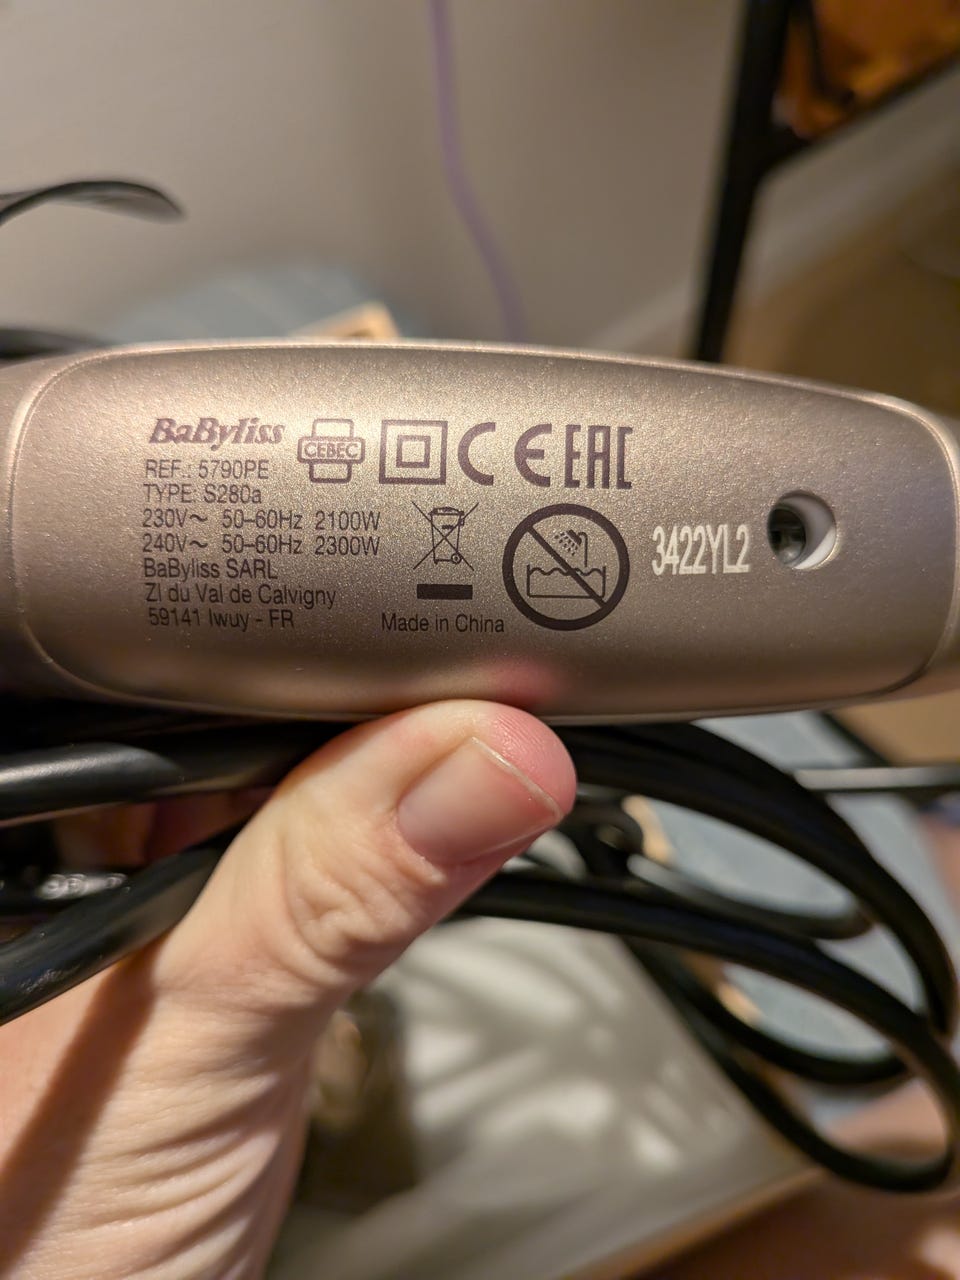 BaByliss
REF.: 5790PE
TYPE: S280a
230V~ 50-60Hz 2100W
240V~ 50-60Hz 2300W
BaByliss SARL
ZI du Val de Calvigny
59141 Iwuy - FR
CEBEC
CE
EAC
Made in China
3422YL2